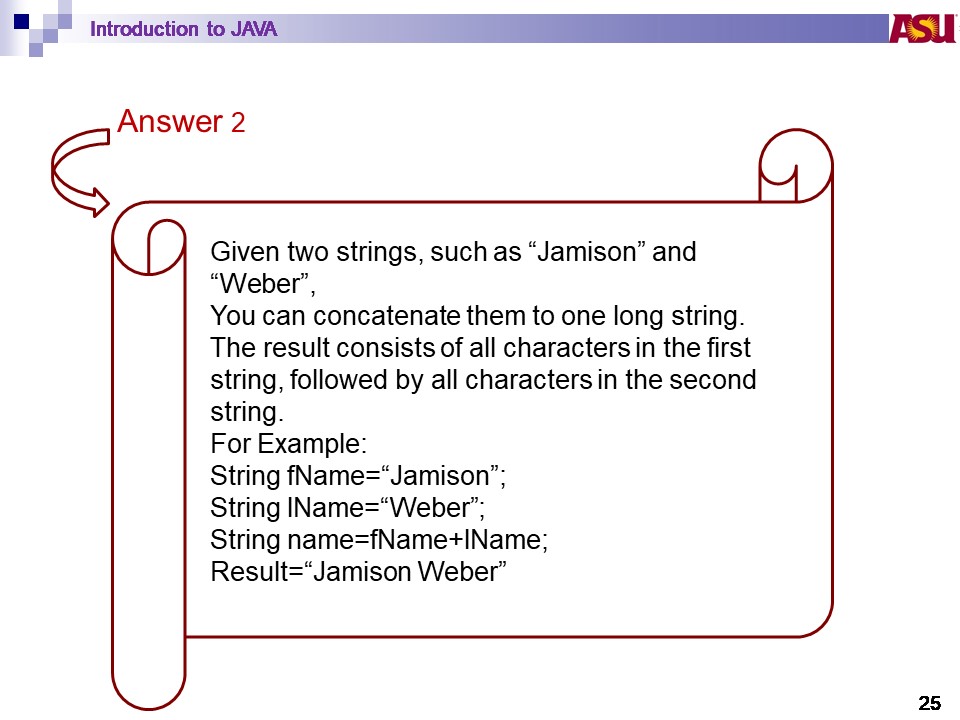 Introduction to JAVA
ASU
Answer 2
Given two strings, such as “Jamison” and
“Weber”,
You can concatenate them to one long string.
The result consists of all characters in the first
string, followed by all characters in the second
string.
For Example:
String fName=“Jamison”;
String lName=“Weber”;
String name=fName+lName;
Result=“Jamison Weber”
25